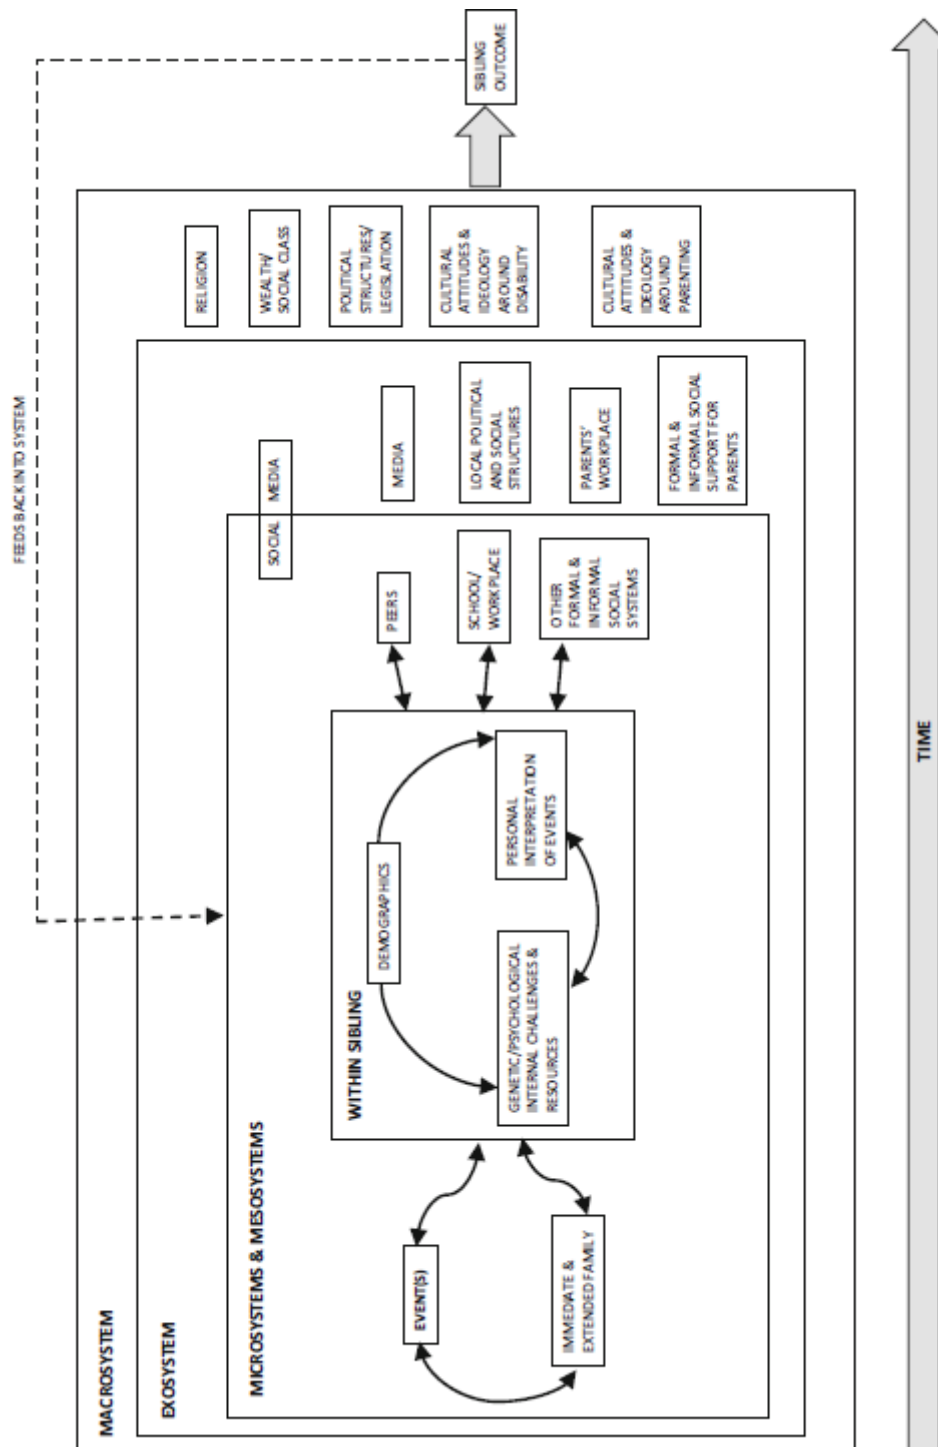 FEEDS BACK INTO SYSTEM
MACROSYSTEM
EXOSYSTEM
MICROSYSTEMS & MESOSYSTEMS
WITHIN SIBLING
EVENT(S)
IMMEDIATE &
EXTENDED FAMILY
DEMOGRAPHICS
GENETIC/PSYCHOLOGICAL
INTERNAL CHALLENGES &
RESOURCES
PERSONAL
INTERPRETATION
OF EVENTS
PEERS
SCHOOL/
WORKPLACE
OTHER
FORMAL &
INFORMAL
SOCIAL
SYSTEMS
SOCIAL MEDIA
MEDIA
LOCAL POLITICAL
AND SOCIAL
STRUCTURES
PARENTS'
WORKPLACE
FORMAL &
INFORMAL SOCIAL
SUPPORT FOR
PARENTS
RELIGION
WEALTH/
SOCIAL CLASS
POLITICAL
STRUCTURES/
LEGISLATION
CULTURAL
ATTITUDES &
IDEOLOGY
AROUND
DISABILITY
CULTURAL
ATTITUDES &
IDEOLOGY
AROUND
PARENTING
SIBLING
OUTCOME
TIME